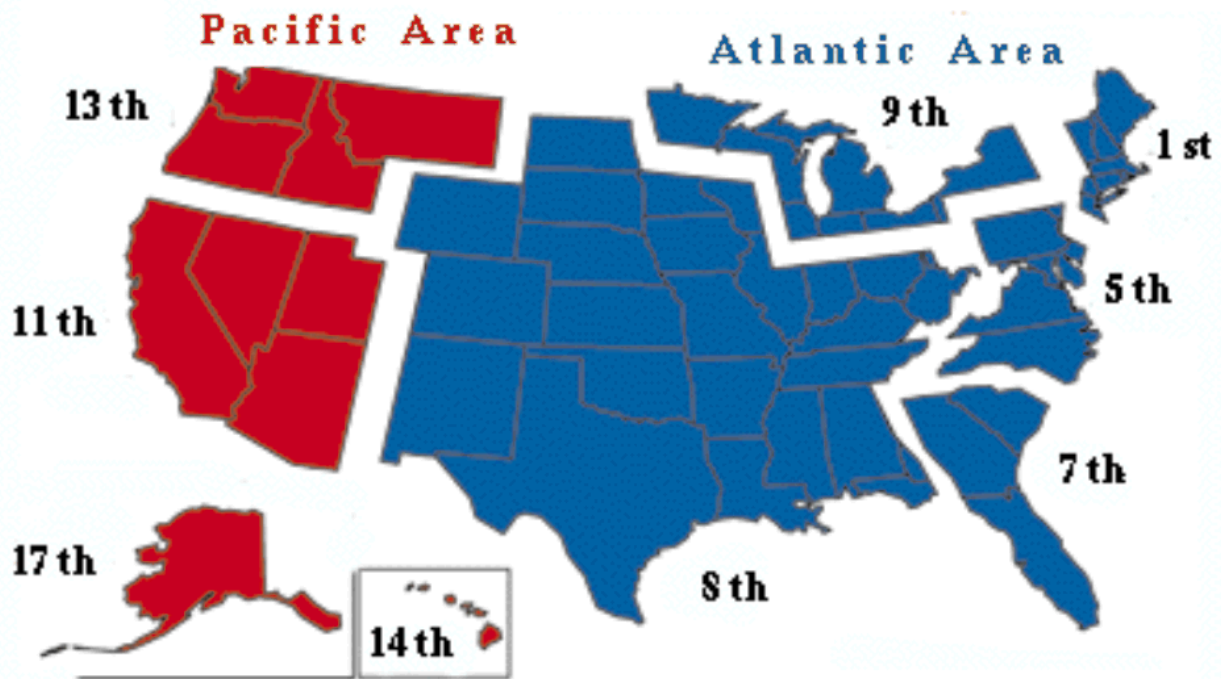 Pacific Area
Atlantic Area
13 th
9 th
1 st
5 th
11 th
7 th
17 th
8 th
14 th